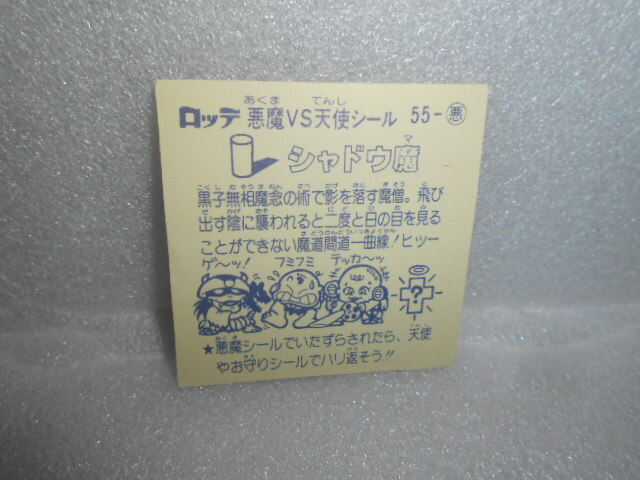 ロッテ 悪魔VS天使シール 55-悪
シャドウ魔
黒子無相魔念の術で影を落す魔僧。飛び
出す陰に襲われると二度と日の目を見る
ことができない魔道間道一曲線!ヒッー
ゲ〜ッ! フミフミ テッカ〜ッ
?
★悪魔シールでいたずらされたら、天使
やお守りシールでハリ返そう!!